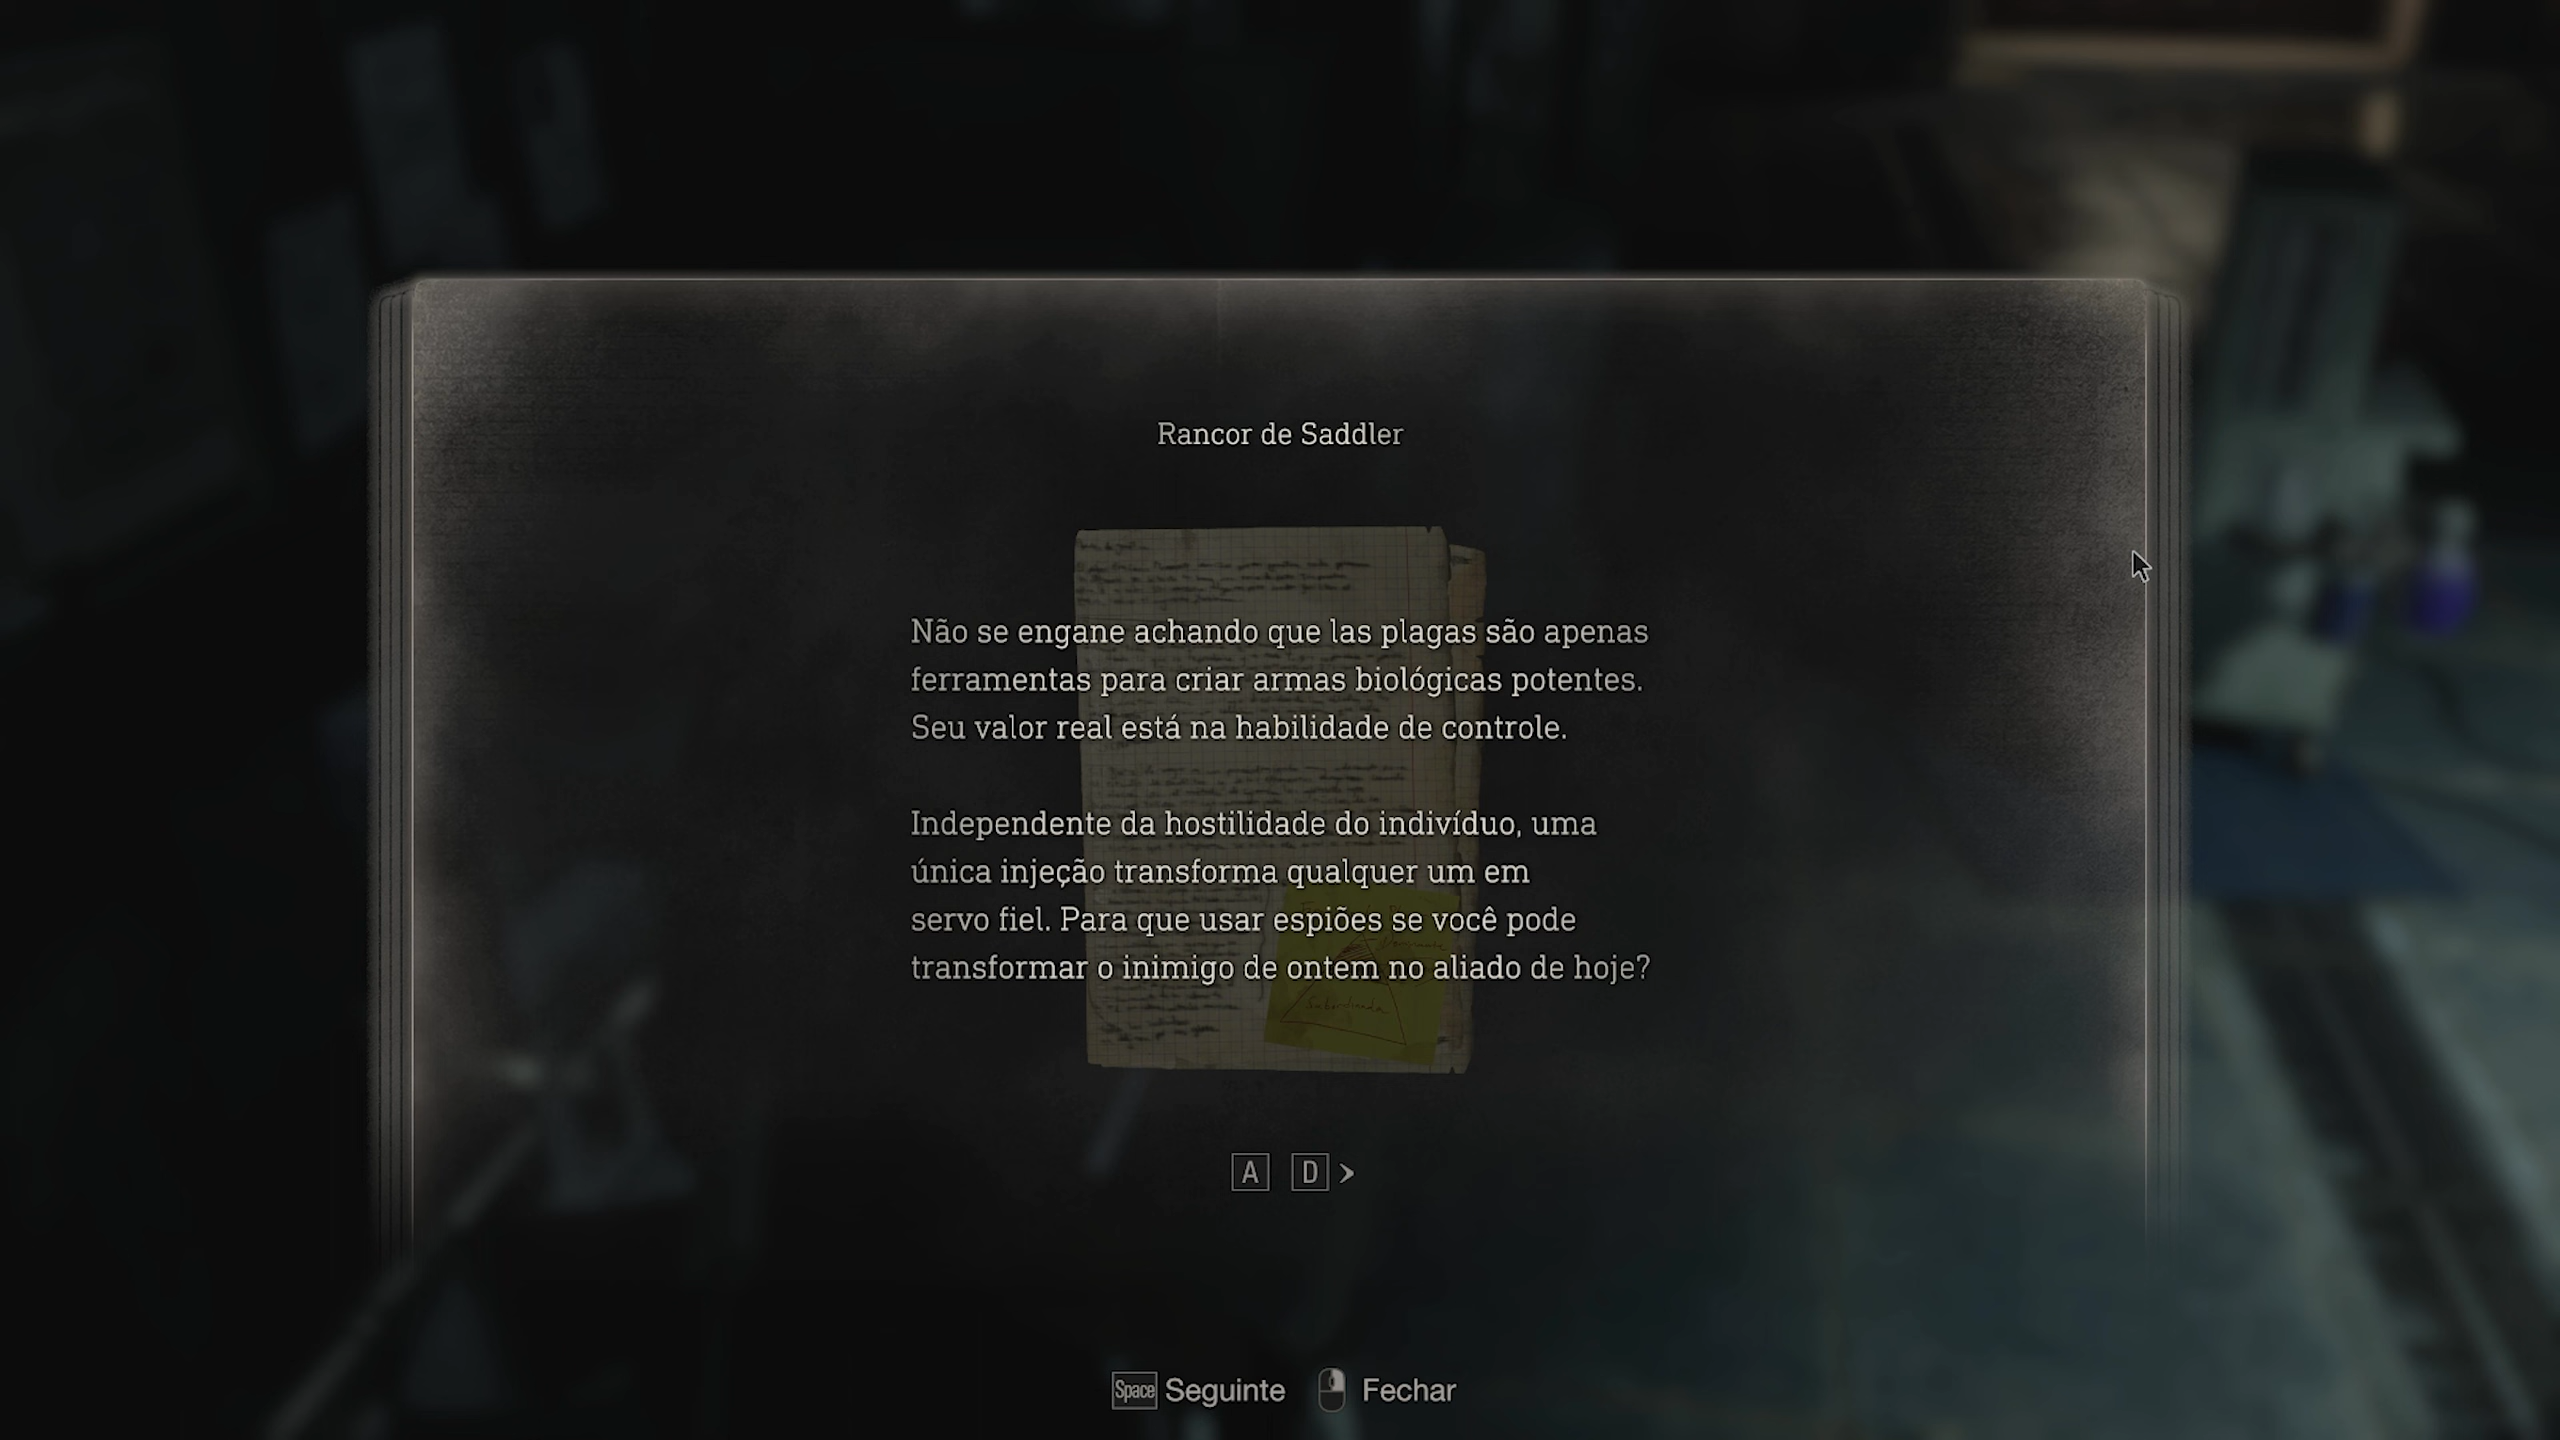 Rancor de Saddler
Não se engane achando que las plagas são apenas
ferramentas para criar armas biológicas potentes.
Seu valor real está na habilidade de controle.
Independente da hostilidade do indivíduo, uma
única injeção transforma qualquer um em
servo fiel. Para que usar espiões se você pode
transformar o inimigo de ontem no aliado de hoje?
Subordinada
A D
Space Seguinte Fechar